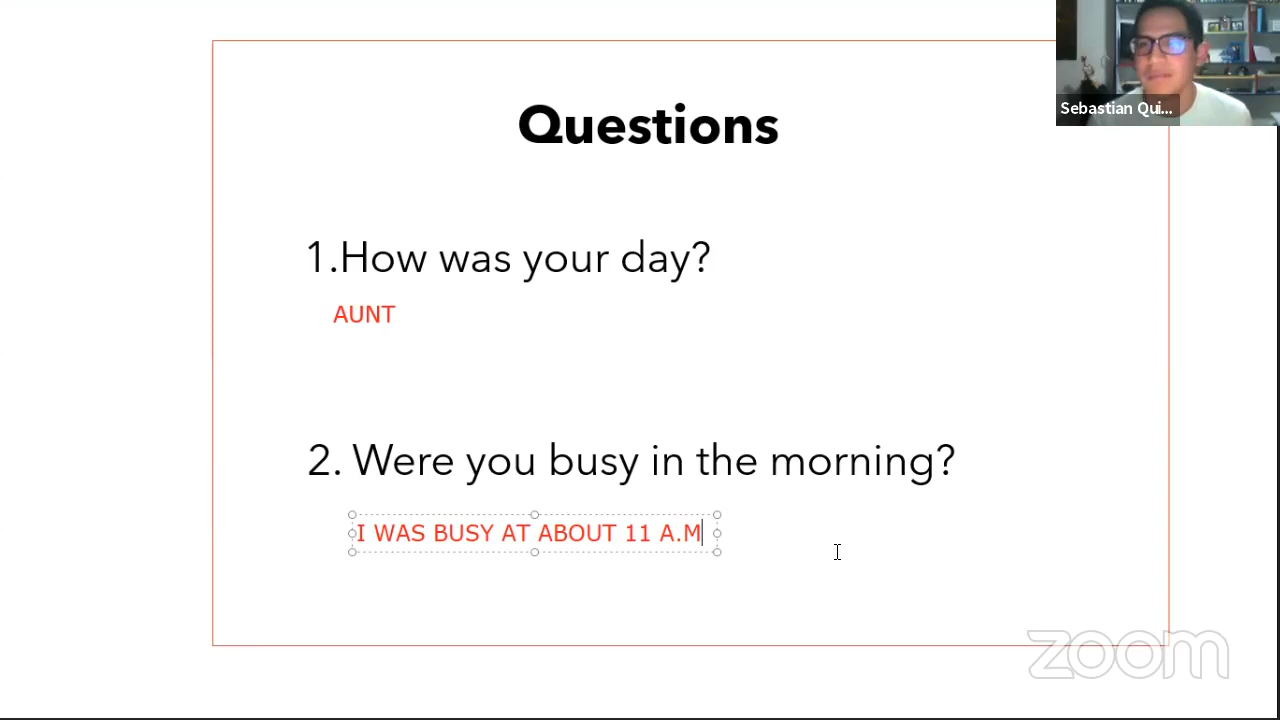 Sebastian Qui...
Questions
1.How was your day?
AUNT
2. Were you busy in the morning?
I WAS BUSY AT ABOUT 11 A.M
zoom